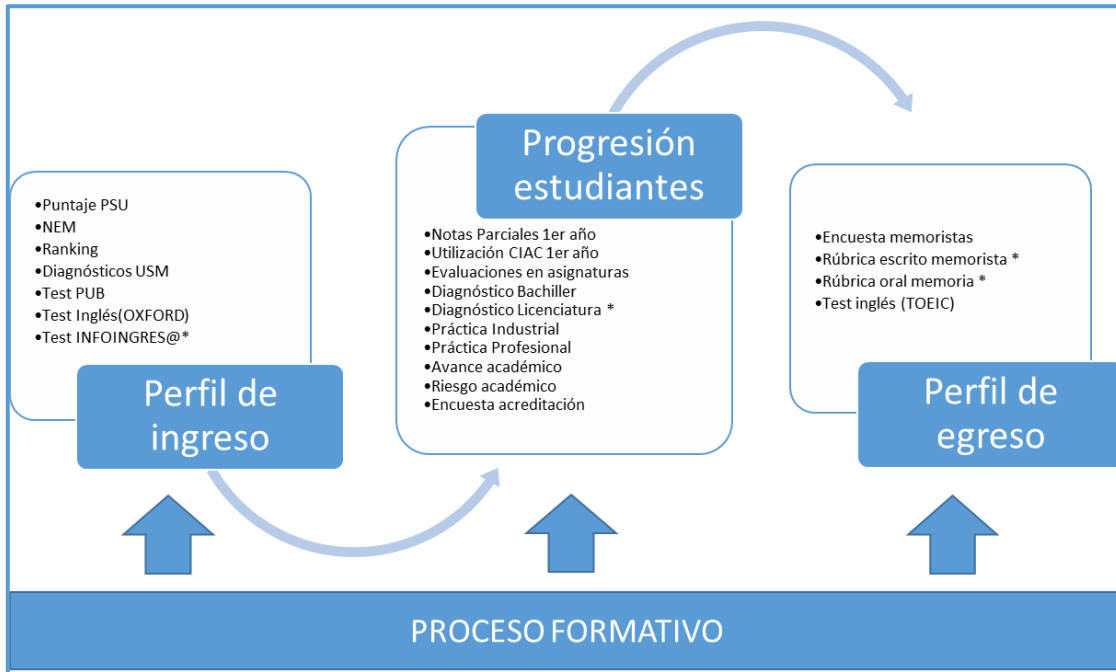 •Puntaje PSU
•NEM
•Ranking
•Diagnósticos USM
•Test PUB
•Test Inglés(OXFORD)
•Test INFOINGRES@*
Perfil de
ingreso
Progresión
estudiantes
•Notas Parciales 1er año
•Utilización CIAC 1er año
•Evaluaciones en asignaturas
•Diagnóstico Bachiller
•Diagnóstico Licenciatura *
•Práctica Industrial
•Práctica Profesional
•Avance académico
•Riesgo académico
•Encuesta acreditación
•Encuesta memoristas
•Rúbrica escrito memorista *
•Rúbrica oral memoria *
•Test inglés (TOEIC)
Perfil de
egreso
PROCESO FORMATIVO